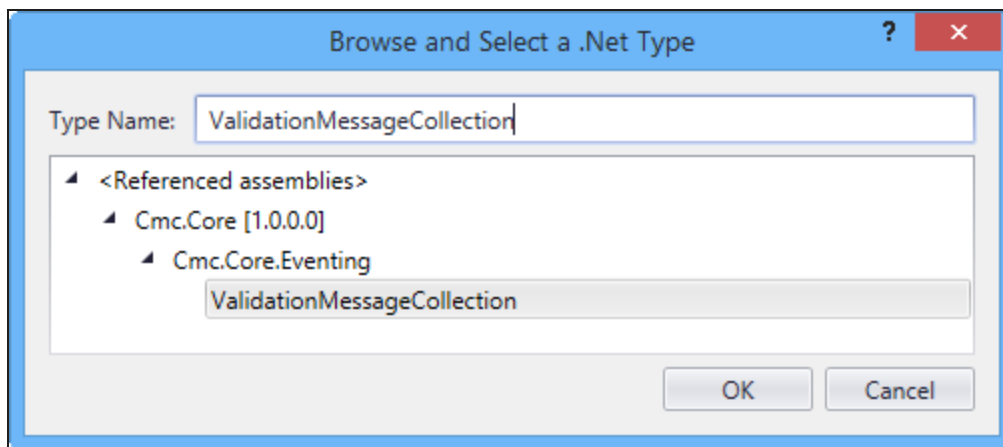 Browse and Select a .Net Type
?
×
Type Name: ValidationMessageCollection
<Referenced assemblies>
Cmc.Core [1.0.0.0]
Cmc.Core.Eventing
ValidationMessageCollection
OK Cancel